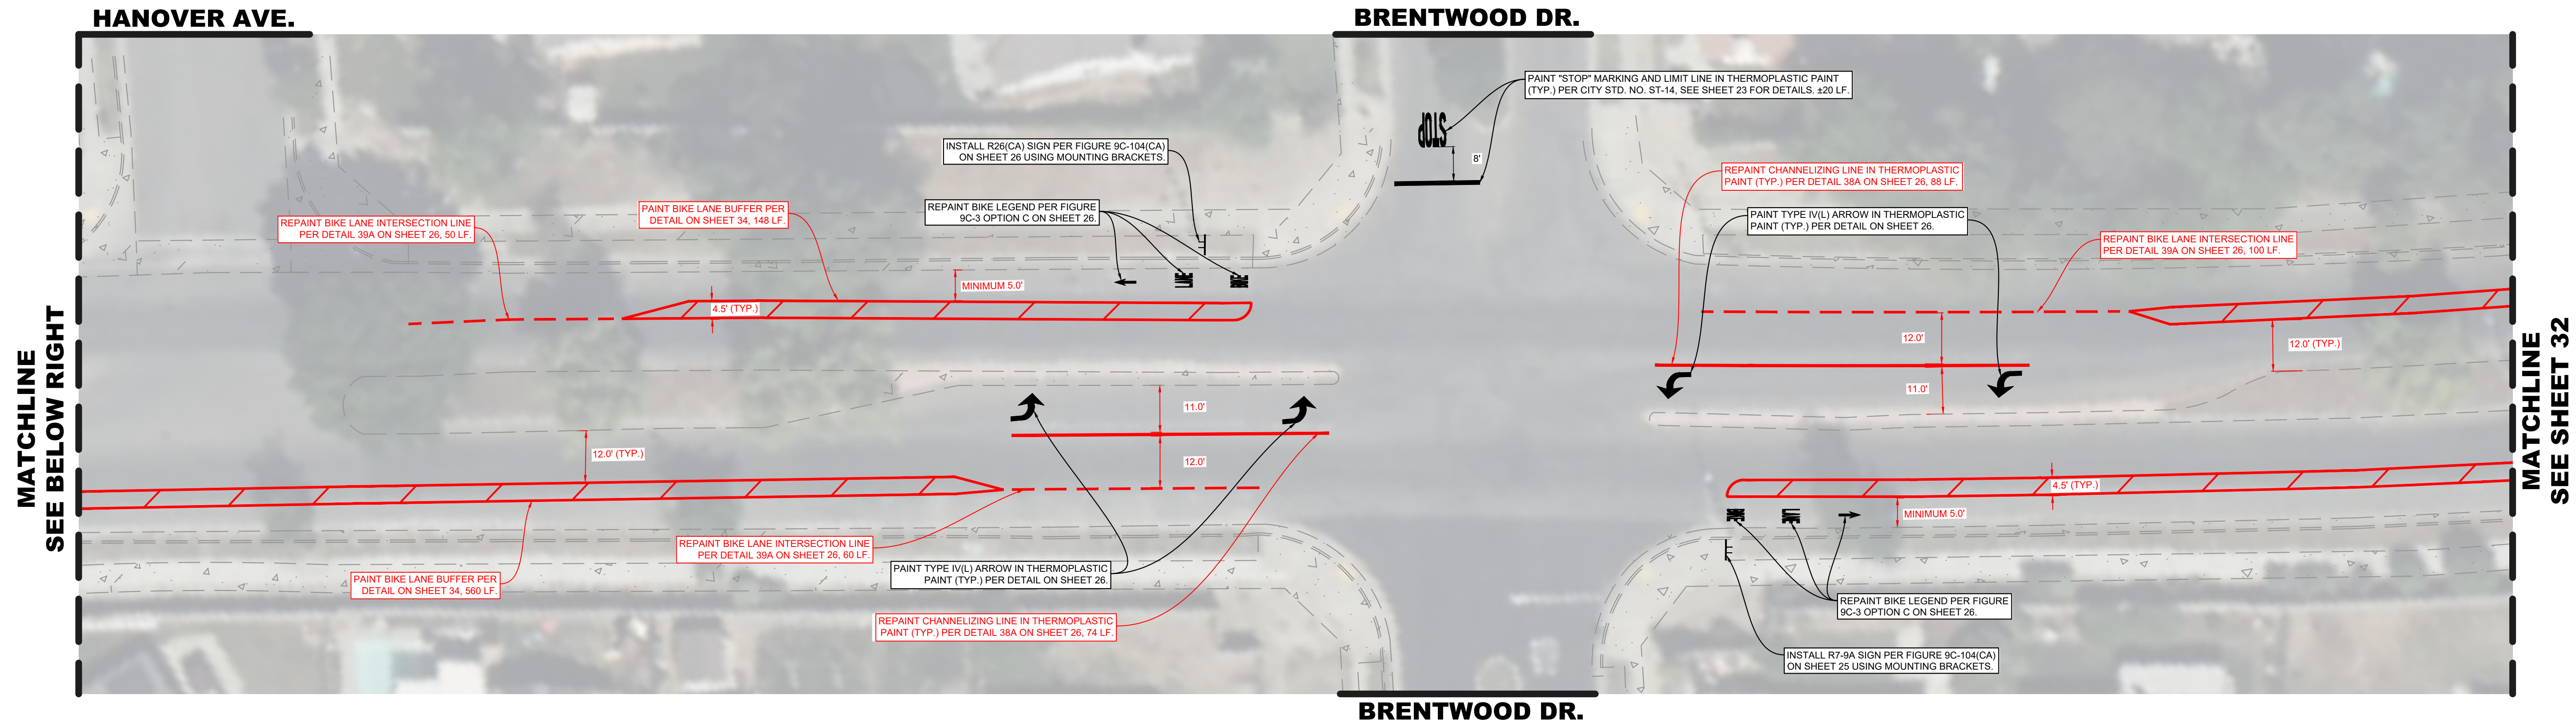 HANOVER AVE.
BRENTWOOD DR.
PAINT "STOP" MARKING AND LIMIT LINE IN THERMOPLASTIC PAINT
(TYP.) PER CITY STD. NO. ST-14, SEE SHEET 23 FOR DETAILS. ±20 LF.
STOP
8'
INSTALL R26(CA) SIGN PER FIGURE 9C-104(CA)
ON SHEET 26 USING MOUNTING BRACKETS.
REPAINT CHANNELIZING LINE IN THERMOPLASTIC
PAINT (TYP.) PER DETAIL 38A ON SHEET 26, 88 LF.
REPAINT BIKE LANE INTERSECTION LINE
PER DETAIL 39A ON SHEET 26, 50 LF.
PAINT BIKE LANE BUFFER PER
DETAIL ON SHEET 34, 148 LF.
REPAINT BIKE LEGEND PER FIGURE
9C-3 OPTION C ON SHEET 26.
PAINT TYPE IV(L) ARROW IN THERMOPLASTIC
PAINT (TYP.) PER DETAIL ON SHEET 26.
REPAINT BIKE LANE INTERSECTION LINE
PER DETAIL 39A ON SHEET 26, 100 LF.
MINIMUM 5.0'
4.5' (TYP.)
12.0'
12.0' (TYP.)
11.0'
11.0'
12.0' (TYP.)
12.0'
4.5' (TYP.)
MINIMUM 5.0'
MATCHLINE
SEE BELOW RIGHT
MATCHLINE
SEE SHEET 32
REPAINT BIKE LANE INTERSECTION LINE
PER DETAIL 39A ON SHEET 26, 60 LF.
PAINT TYPE IV(L) ARROW IN THERMOPLASTIC
PAINT (TYP.) PER DETAIL ON SHEET 26.
PAINT BIKE LANE BUFFER PER
DETAIL ON SHEET 34, 560 LF.
REPAINT CHANNELIZING LINE IN THERMOPLASTIC
PAINT (TYP.) PER DETAIL 38A ON SHEET 26, 74 LF.
REPAINT BIKE LEGEND PER FIGURE
9C-3 OPTION C ON SHEET 26.
INSTALL R7-9A SIGN PER FIGURE 9C-104(CA)
ON SHEET 25 USING MOUNTING BRACKETS.
BRENTWOOD DR.